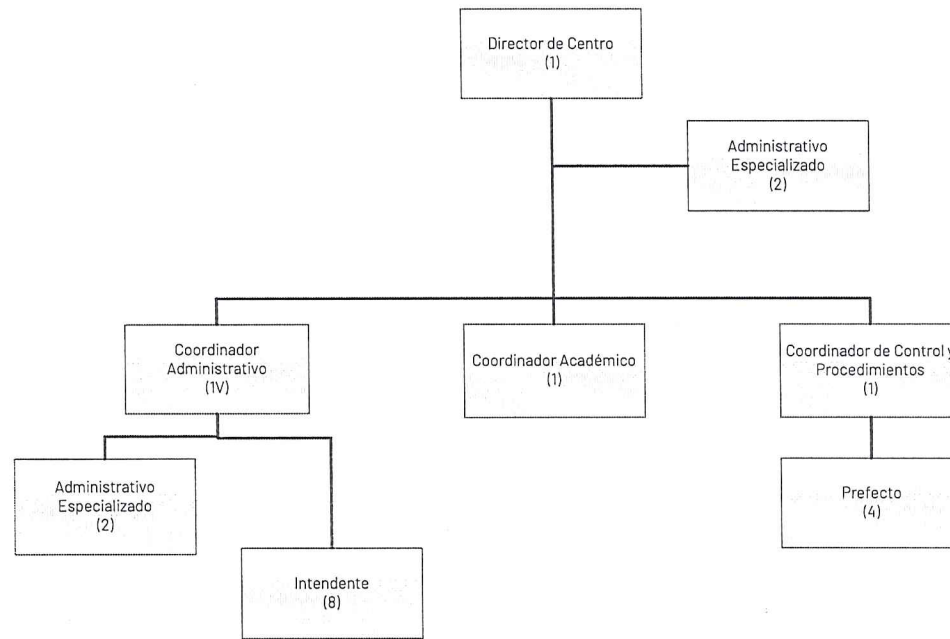 Director de Centro
(1)
Administrativo
Especializado
(2)
Coordinador
Administrativo
(1V)
Coordinador Académico
(1)
Coordinador de Control y
Procedimientos
(1)
Administrativo
Especializado
(2)
Prefecto
(4)
Intendente
(8)